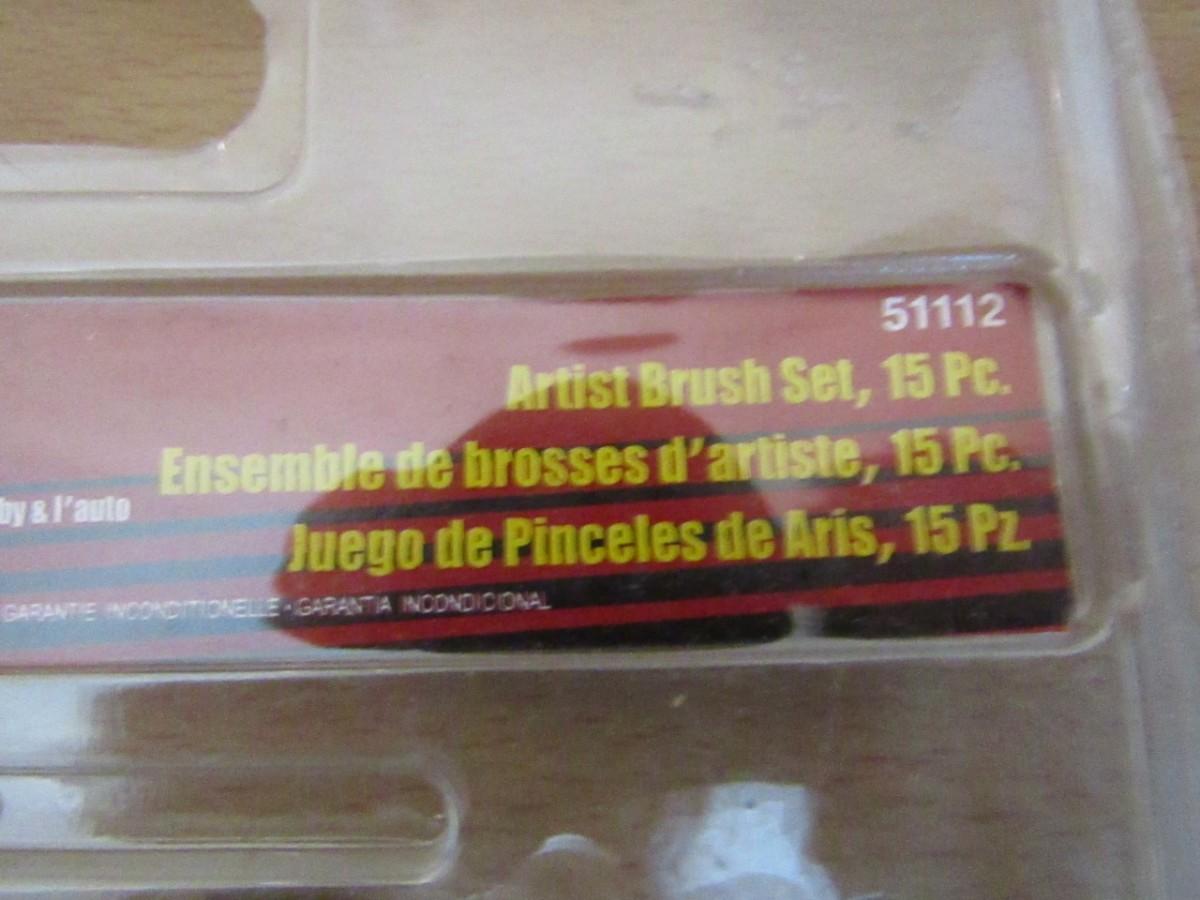 51112
Artist Brush Set, 15 Pc.
Ensemble de brosses d'artiste, 15 Pc.
by & l'auto
Juego de Pinceles de Aris, 15 Pz.
GARANTIE INCONDITIONELLE • GARANTIA INCONDICIONAL